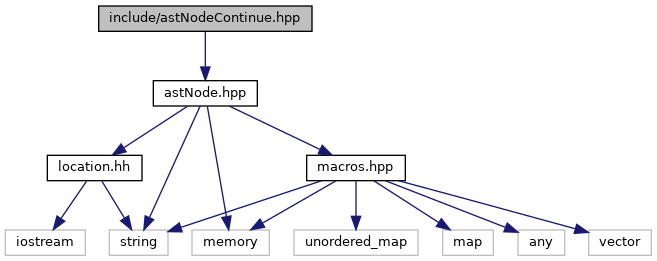 include/astNodeContinue.hpp
astNode.hpp
location.hh
macros.hpp
iostream
string
memory
unordered_map
map
any
vector